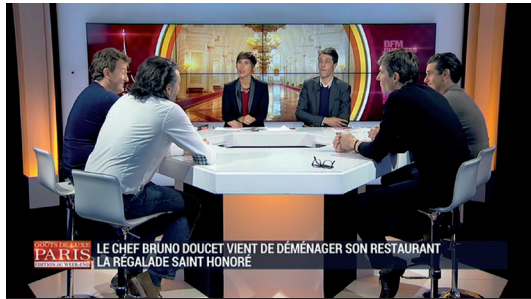 BFM
BUSINESS
GOÛTS DE LUXE
PARIS
ÉDITION DU WEEK-END
LE CHEF BRUNO DOUCET VIENT DE DÉMÉNAGER SON RESTAURANT
LA RÉGALADE SAINT HONORÉ